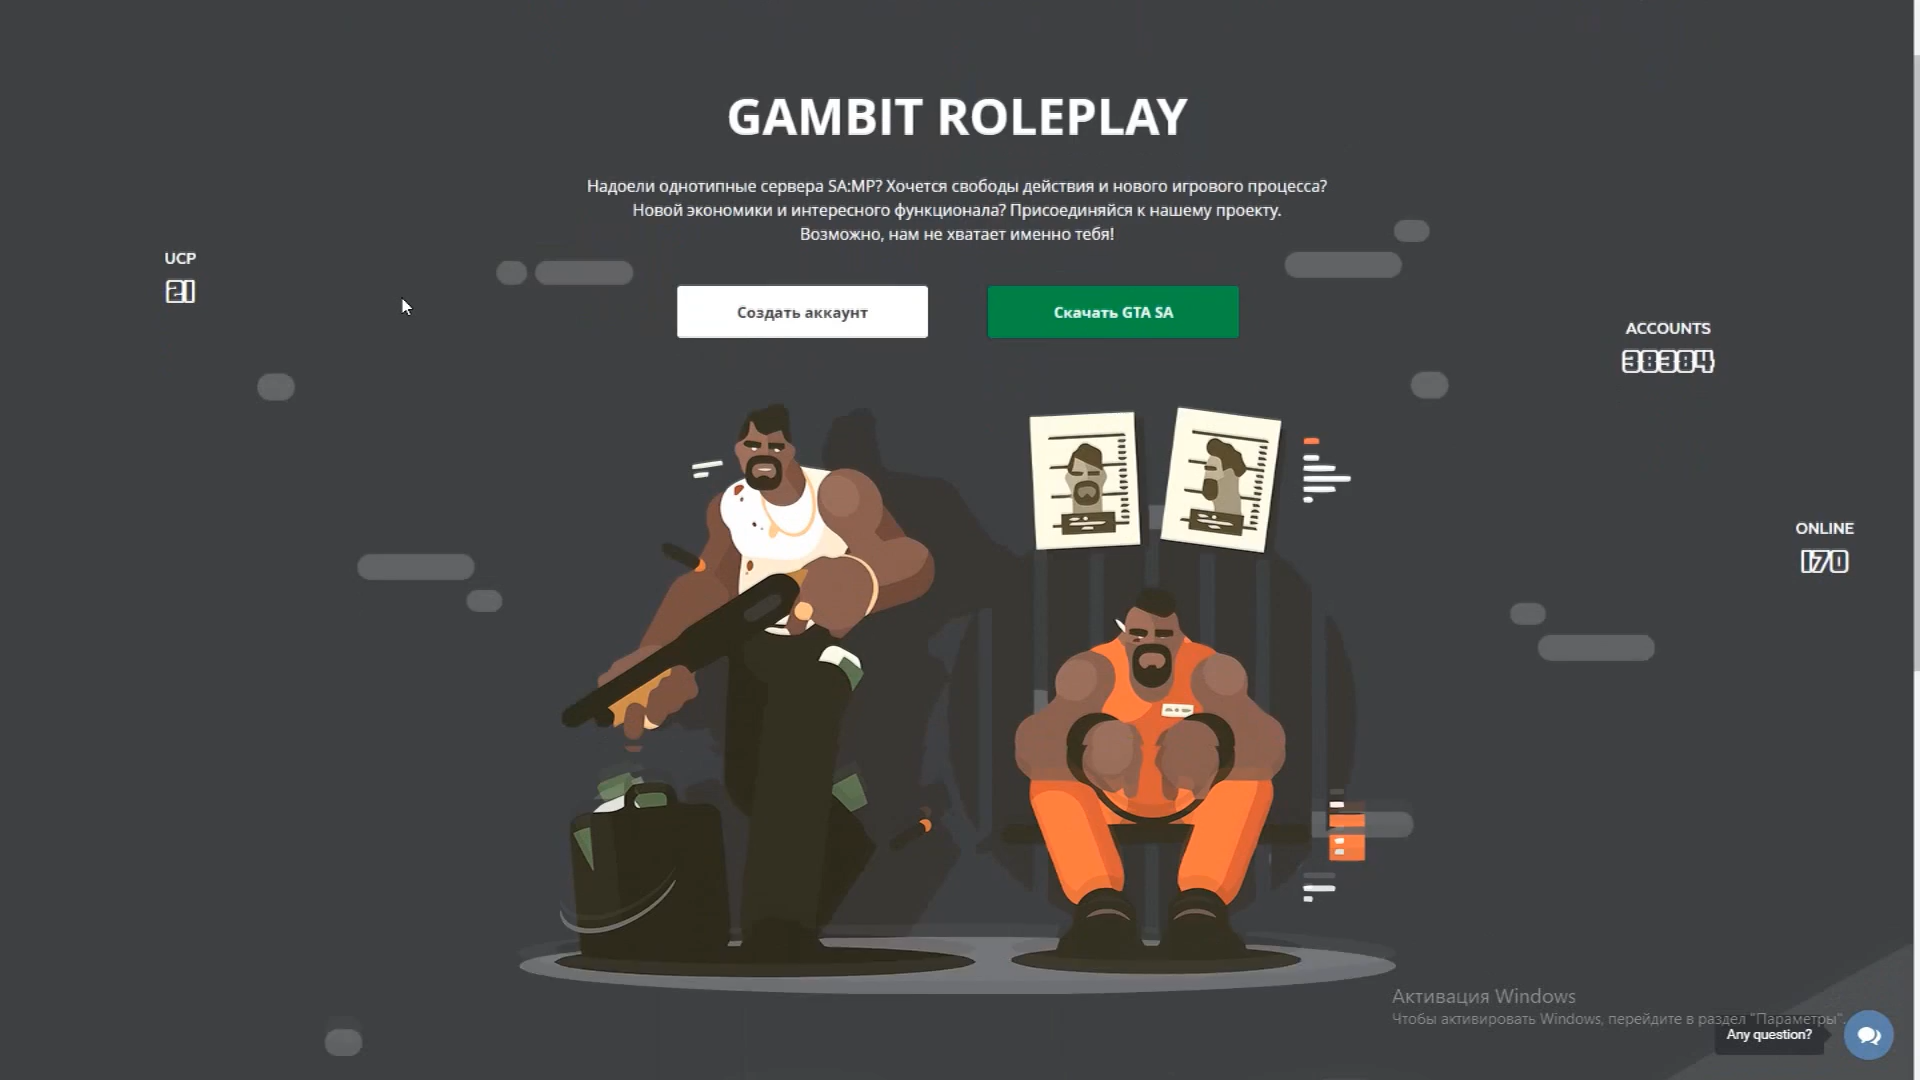 GAMBIT ROLEPLAY
Надоели однотипные сервера SA:MP? Хочется свободы действия и нового игрового процесса?
Новой экономики и интересного функционала? Присоединяйся к нашему проекту.
Возможно, нам не хватает именно тебя!
UCP
21
Создать аккаунт
Скачать GTA SA
ACCOUNTS
38384
ONLINE
170
Активация Windows
Чтобы активировать Windows, перейдите в раздел "Параметры".
Any question?